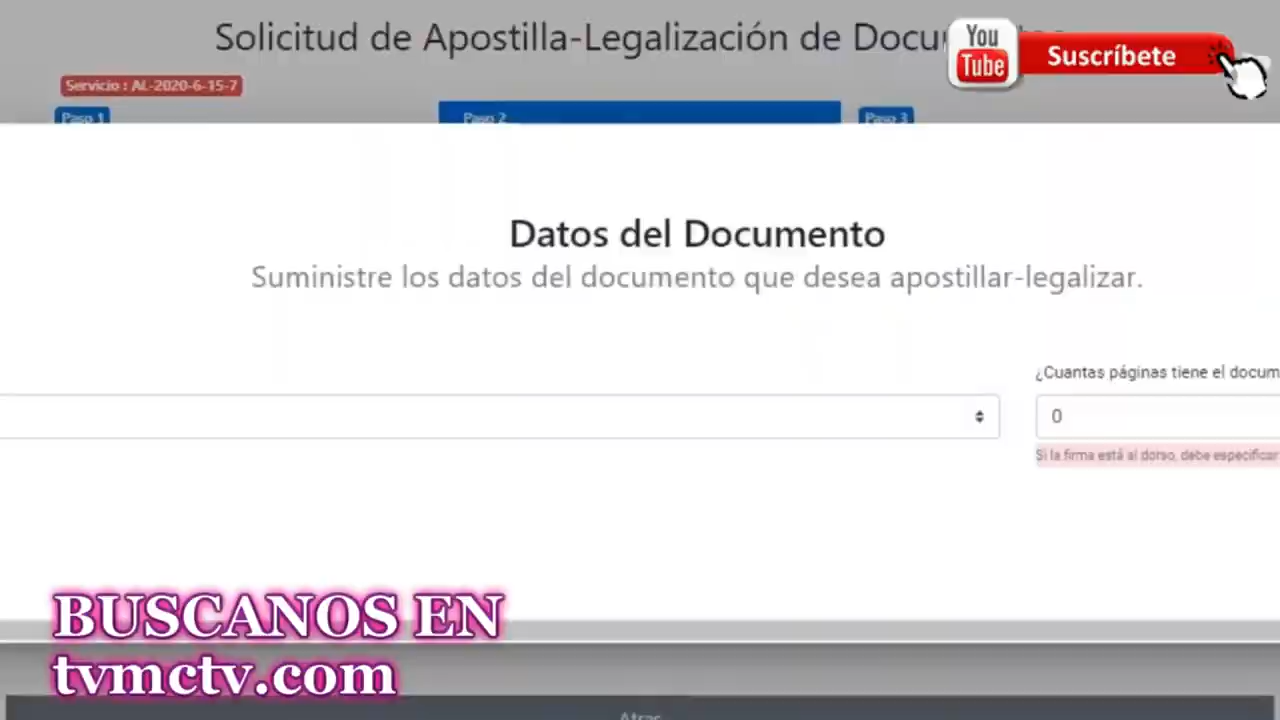 Solicitud de Apostilla-Legalización de
You
Tube
Suscríbete
Servicio : AL-2020-6-15-7
Paso 1
Paso 2
Paso 3
Datos del Documento
Suministre los datos del documento que desea apostillar-legalizar.
¿Cuantas páginas tiene el docum
0
Si la firma está al dorso, debe especificar
BUSCANOS EN
tvmctv.com
Atras